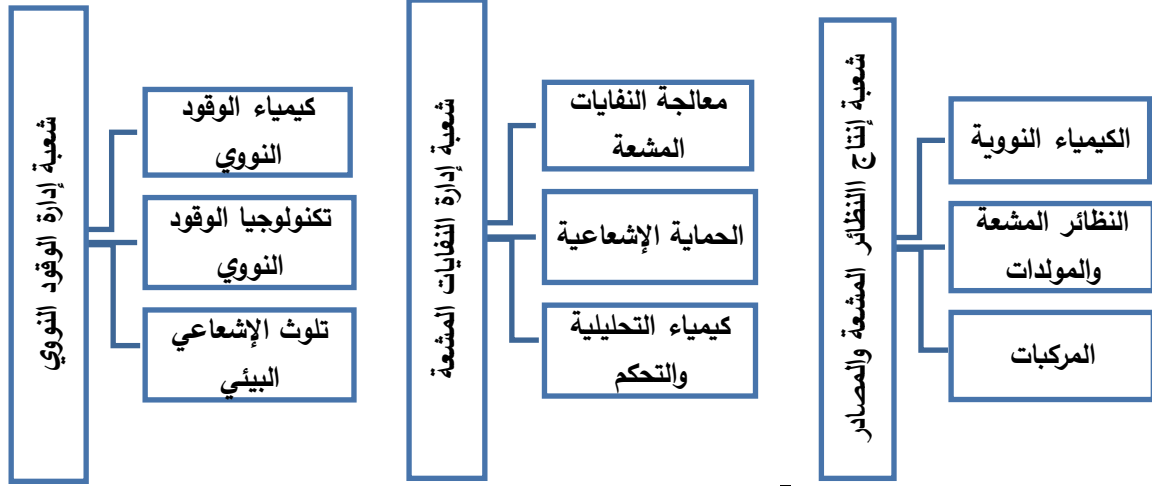 شعبة إنتاج االنظائر المشعة والمصادر
الكيمياء النووية
النظائر المشعة
والمولدات
المركبات
شعبة إدارة النفايات المشعة
معالجة النفايات
المشعة
الحماية الإشعاعية
كيمياء التحليلية
والتحكم
شعبة إدارة الوقود النووي
كيمياء الوقود
النووي
تكنولوجيا الوقود
النووي
تلوث الإشعاعي
البيئي